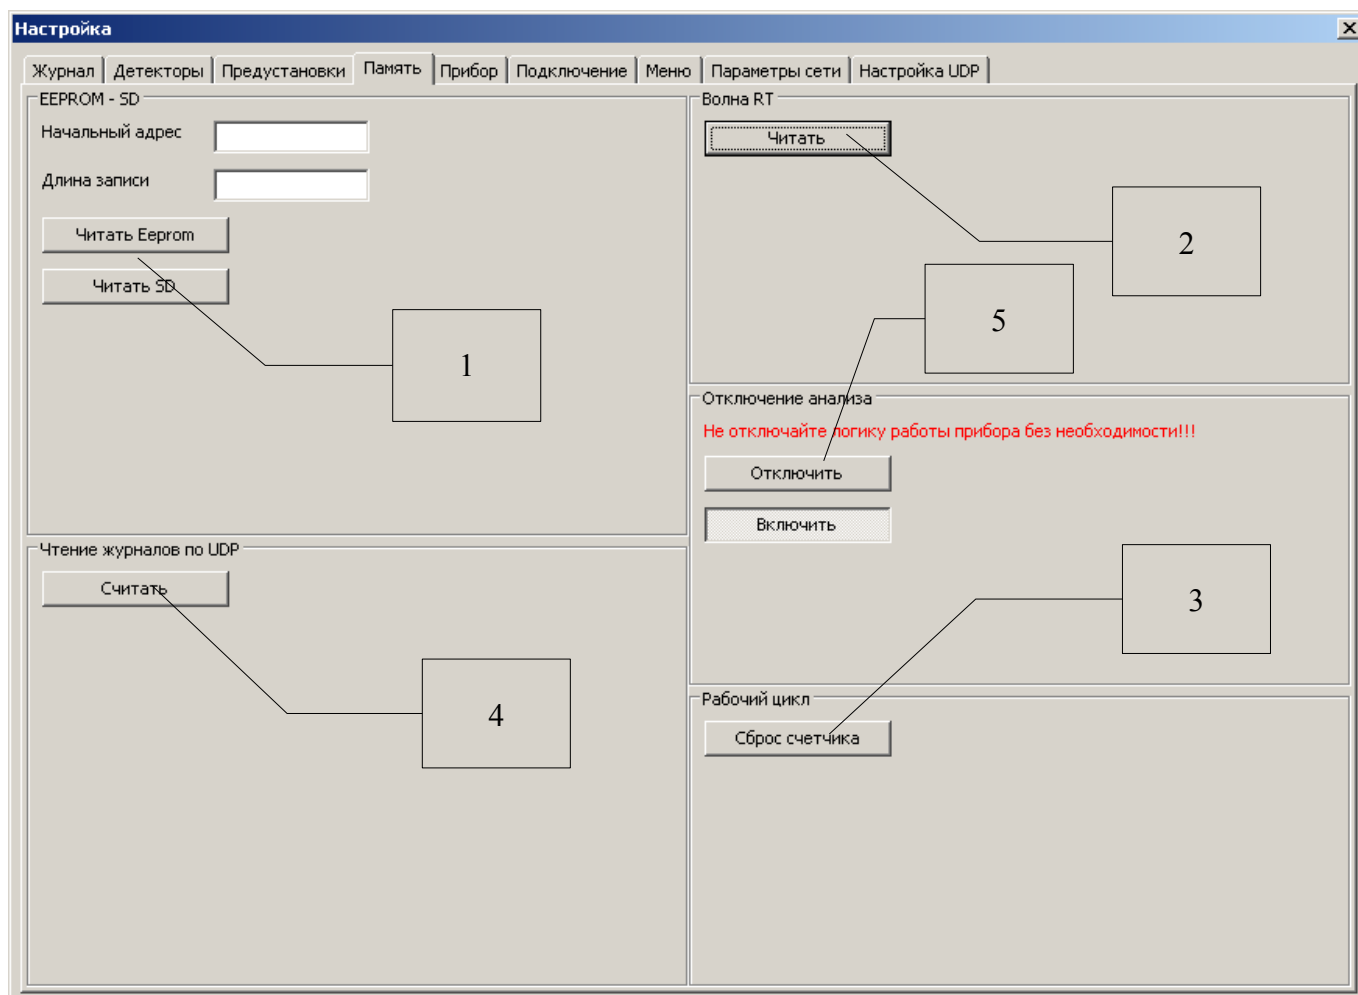 Настройка
Журнал Детекторы Предустановки Память Прибор Подключение Меню Параметры сети Настройка UDP
EEPROM - SD
Начальный адрес
Длина записи
Читать Eeprom
Читать SD
1
Чтение журналов по UDP
Считать
4
Волна RT
Читать
2
5
Отключение анализа
Не отключайте логику работы прибора без необходимости!!!
Отключить
Включить
3
Рабочий цикл
Сброс счетчика